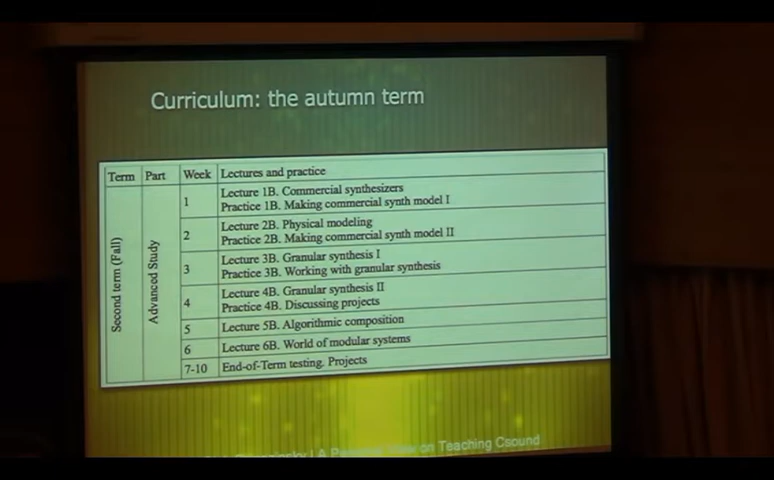 Curriculum: the autumn term
Term Part Week Lectures and practice
Second term (Fall)
Advanced Study
1
Lecture 1B. Commercial synthesizers
Practice 1B. Making commercial synth model I
2
Lecture 2B. Physical modeling
Practice 2B. Making commercial synth model II
3
Lecture 3B. Granular synthesis I
Practice 3B. Working with granular synthesis
4
Lecture 4B. Granular synthesis II
Practice 4B. Discussing projects
5 Lecture 5B. Algorithmic composition
6 Lecture 6B. World of modular systems
7-10 End-of-Term testing. Projects
| A View on Teaching Csound